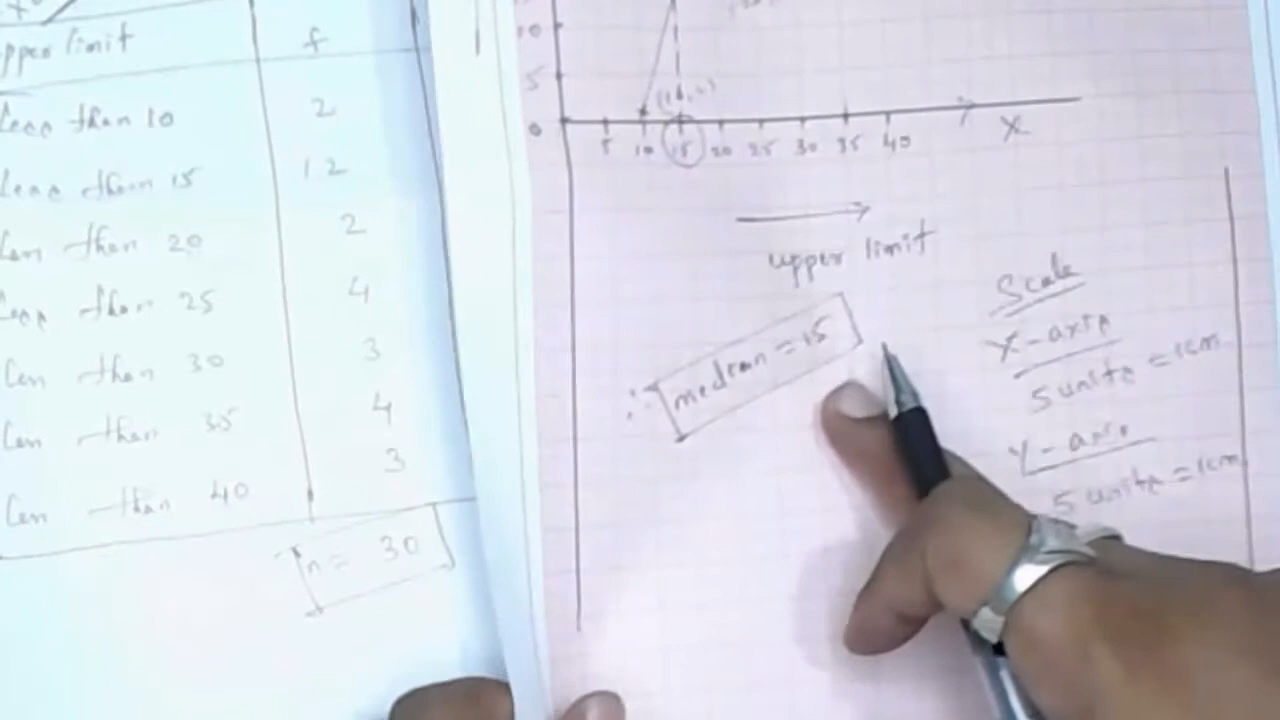 upper limit f
Less than 10 2
Less than 15 12
Less than 20 2
Less than 25 4
Less than 30 3
Less than 35 4
Less than 40 3
n = 30
10
5
0
5 10 15 20 25 30 35 40 X
upper limit
∴ median = 15
Scale
X-axis
5 units = 1cm
Y-axis
5 units = 1cm